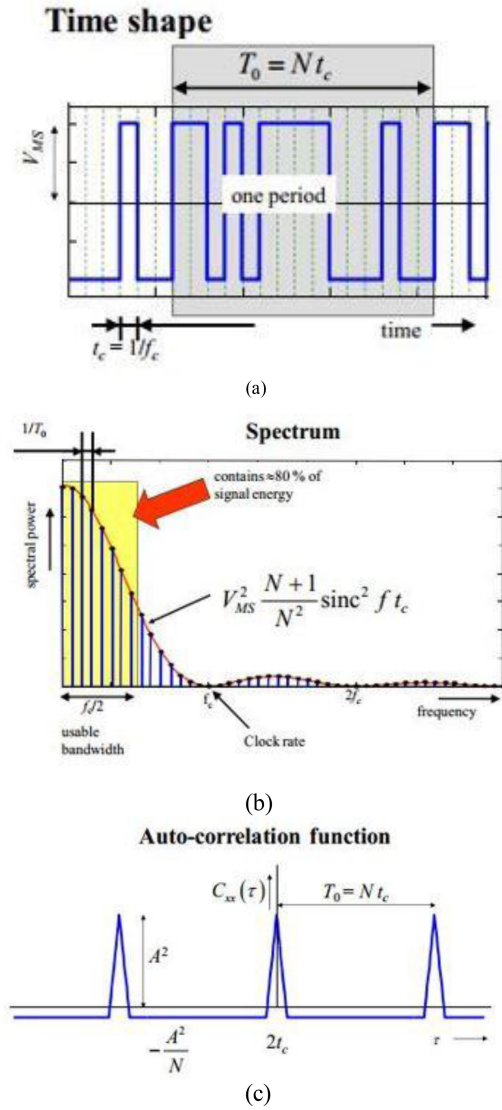 Time shape
T₀ = N t_c
V_MS
one period
time
t_c = 1/f_c
(a)
1/T₀
Spectrum
contains ≈80 % of
signal energy
spectral power
V²_MS (N + 1)/N² sinc² f t_c
f_c/2
f_c
2f_c
frequency
usable
bandwidth
Clock rate
(b)
Auto-correlation function
C_xx(τ)
T₀ = N t_c
A²
-A²/N
2t_c
τ
(c)